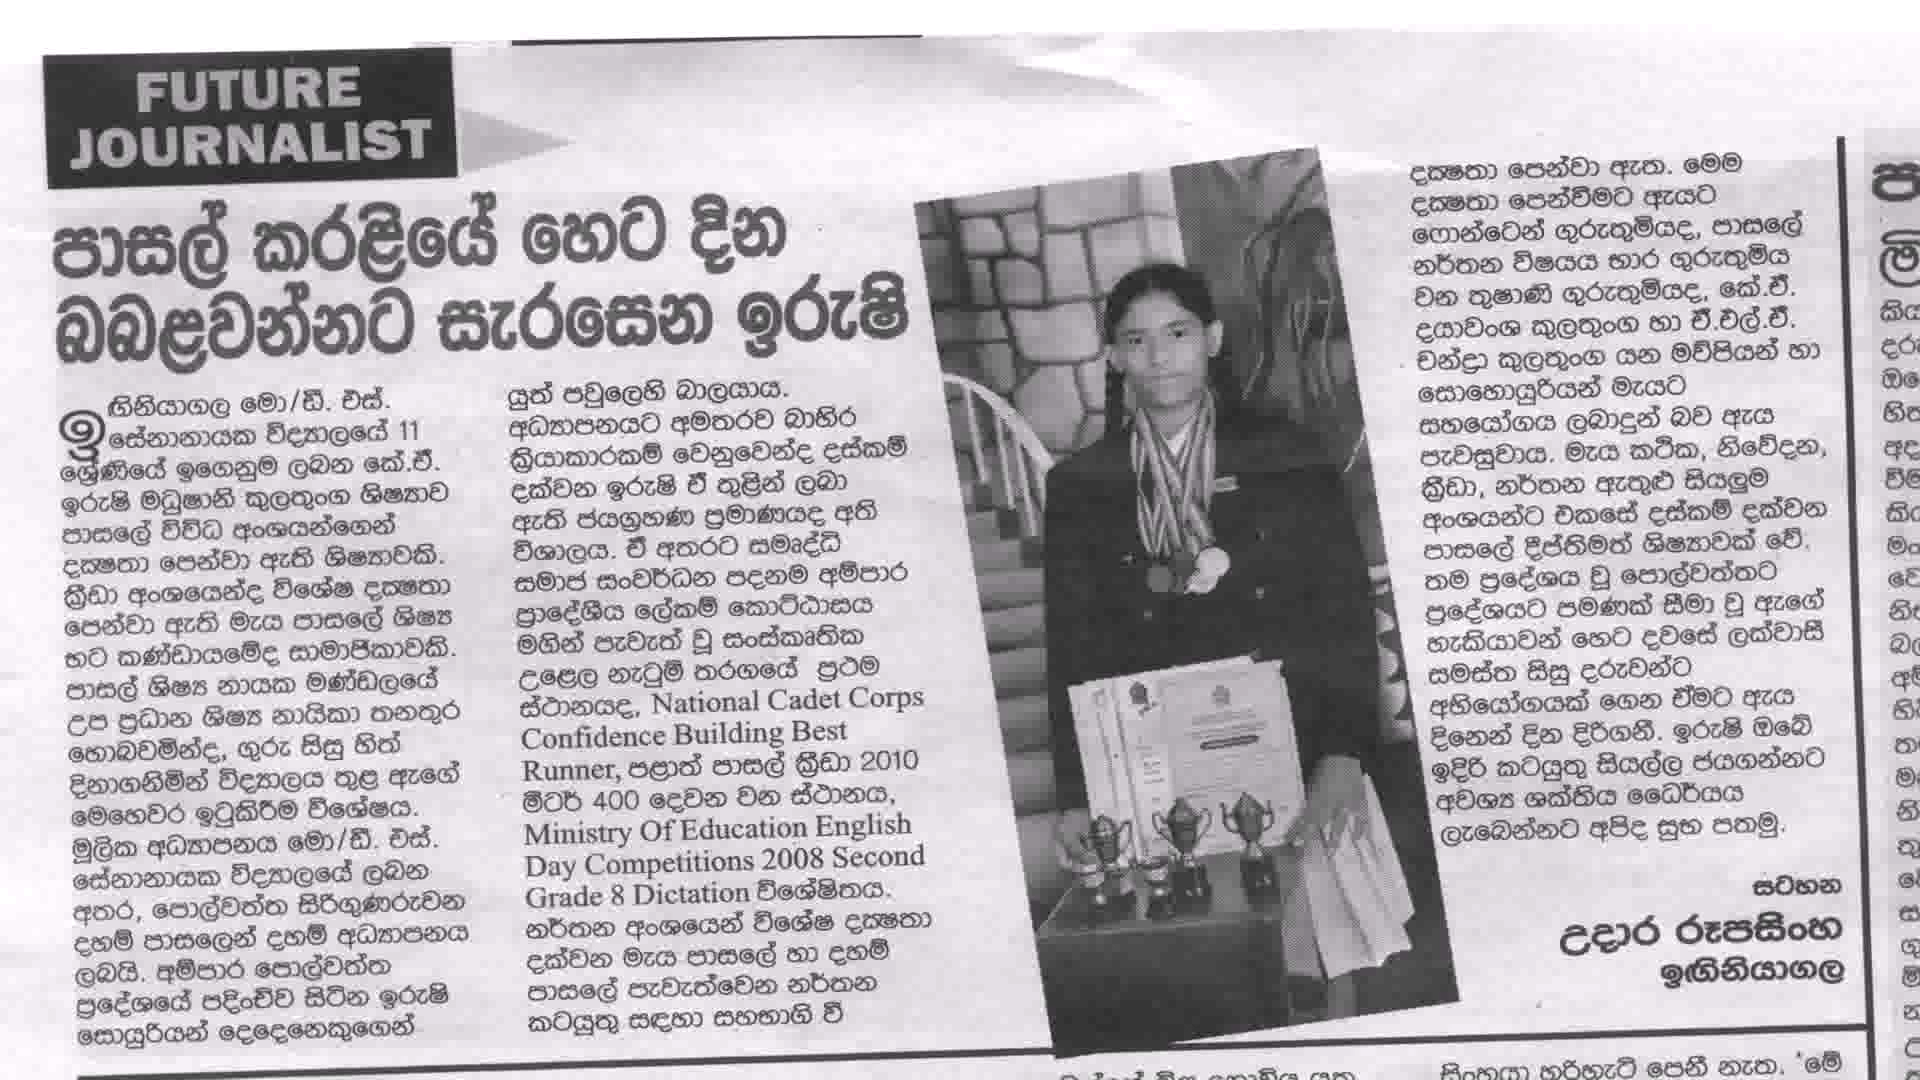 FUTURE
JOURNALIST
පාසල් කරළියේ හෙට දින
බබළවන්නට සැරසෙන ඉරුෂි
ඉඟිනියාගල මො/ඩී. එස්.
සේනානායක විද්‍යාලයේ 11
ශ්‍රේණියේ ඉගෙනුම ලබන කේ.ඒ.
ඉරුෂි මධුෂානි කුලතුංග ශිෂ්‍යාව
පාසලේ විවිධ අංශයන්ගෙන්
දක්‍ෂතා පෙන්වා ඇති ශිෂ්‍යාවකි.
ක්‍රීඩා අංශයෙන්ද විශේෂ දක්‍ෂතා
පෙන්වා ඇති මැය පාසලේ ශිෂ්‍ය
භට කණ්ඩායමේද සාමාජිකාවකි.
පාසල් ශිෂ්‍ය නායක මණ්ඩලයේ
උප ප්‍රධාන ශිෂ්‍ය නායිකා තනතුර
හොබවමින්ද, ගුරු සිසු හිත්
දිනාගනිමින් විද්‍යාලය තුළ ඇගේ
මෙහෙවර ඉටුකිරීම විශේෂය.
මූලික අධ්‍යාපනය මො/ඩී. එස්.
සේනානායක විද්‍යාලයේ ලබන
අතර, පොල්වත්ත සිරිගුණරුවන
දහම් පාසලෙන් දහම් අධ්‍යාපනය
ලබයි. අම්පාර පොල්වත්ත
ප්‍රදේශයේ පදිංචිව සිටින ඉරුෂි
සොයුරියන් දෙදෙනෙකුගෙන්
යුත් පවුලෙහි බාලයාය.
අධ්‍යාපනයට අමතරව බාහිර
ක්‍රියාකාරකම් වෙනුවෙන්ද දස්කම්
දක්වන ඉරුෂි ඒ තුළින් ලබා
ඇති ජයග්‍රහණ ප්‍රමාණයද අති
විශාලය. ඒ අතරට සමෘද්ධි
සමාජ සංවර්ධන පදනම අම්පාර
ප්‍රාදේශීය ලේකම් කොට්ඨාසය
මගින් පැවැත් වූ සංස්කෘතික
උළෙල නැටුම් තරගයේ ප්‍රථම
ස්ථානයද, National Cadet Corps
Confidence Building Best
Runner, පළාත් පාසල් ක්‍රීඩා 2010
මීටර් 400 දෙවන වන ස්ථානය,
Ministry Of Education English
Day Competitions 2008 Second
Grade 8 Dictation විශේෂිතය.
නර්තන අංශයෙන් විශේෂ දක්‍ෂතා
දක්වන මැය පාසලේ හා දහම්
පාසලේ පැවැත්වෙන නර්තන
කටයුතු සඳහා සහභාගි වී
දක්‍ෂතා පෙන්වා ඇත. මෙම
දක්‍ෂතා පෙන්වීමට ඇයට
ෆොන්ටෙන් ගුරුතුමියද, පාසලේ
නර්තන විෂයය භාර ගුරුතුමිය
වන තුෂාණි ගුරුතුමියද, කේ.ඒ.
දයාවංශ කුලතුංග හා ඒ.එල්.ඒ.
චන්ද්‍රා කුලතුංග යන මව්පියන් හා
සොහොයුරියන් මැයට
සහයෝගය ලබාදුන් බව ඇය
පැවසුවාය. මැය කථික, නිවේදන,
ක්‍රීඩා, නර්තන ඇතුළු සියලුම
අංශයන්ට එකසේ දස්කම් දක්වන
පාසලේ දීප්තිමත් ශිෂ්‍යාවක් වේ.
තම ප්‍රදේශය වූ පොල්වත්තට
ප්‍රදේශයට පමණක් සීමා වූ ඇගේ
හැකියාවන් හෙට දවසේ ලක්වාසී
සමස්ත සිසු දරුවන්ට
අභියෝගයක් ගෙන ඒමට ඇය
දිනෙන් දින දිරිගනී. ඉරුෂි ඔබේ
ඉදිරි කටයුතු සියල්ල ජයගන්නට
අවශ්‍ය ශක්තිය ධෛර්යය
ලැබෙන්නට අපිද සුභ පතමු.
සටහන
උදාර රූපසිංහ
ඉඟිනියාගල
සිංහයා හරිහැටි පෙනී නැත. "මේ